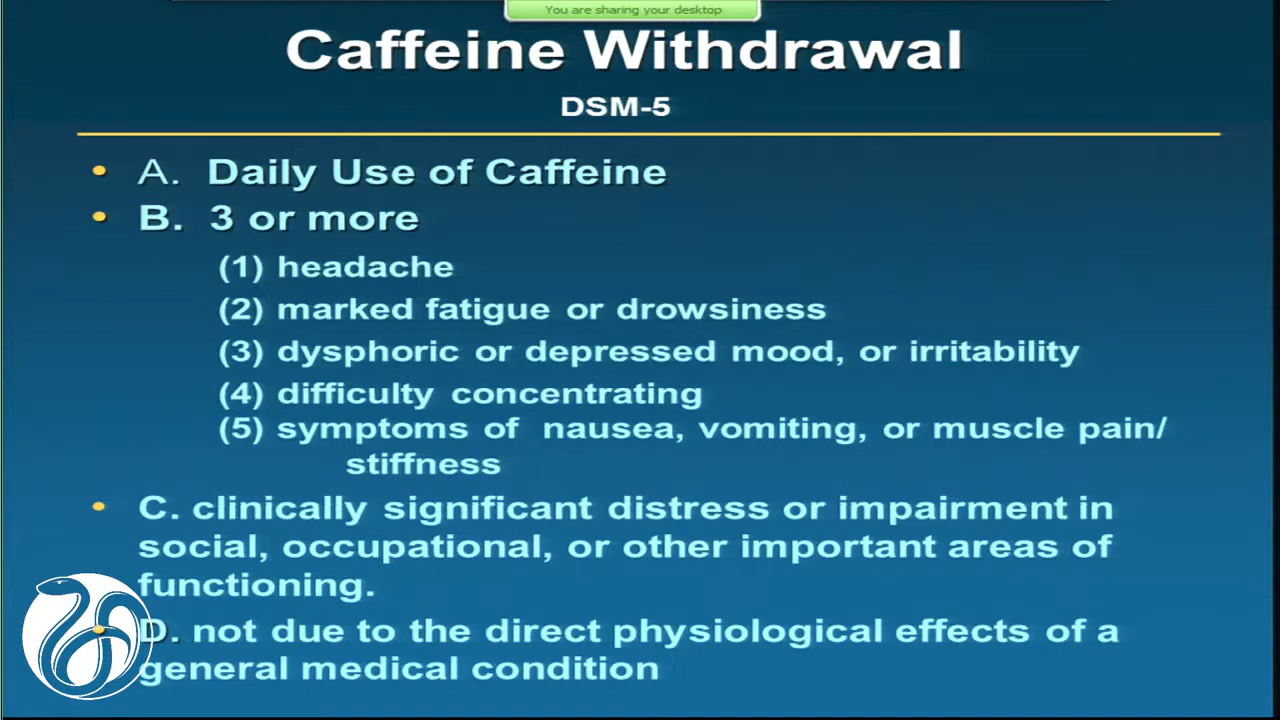 You are sharing your desktop
Caffeine Withdrawal
DSM-5
• A. Daily Use of Caffeine
• B. 3 or more
(1) headache
(2) marked fatigue or drowsiness
(3) dysphoric or depressed mood, or irritability
(4) difficulty concentrating
(5) symptoms of nausea, vomiting, or muscle pain/
stiffness
• C. clinically significant distress or impairment in
social, occupational, or other important areas of
functioning.
• D. not due to the direct physiological effects of a
general medical condition